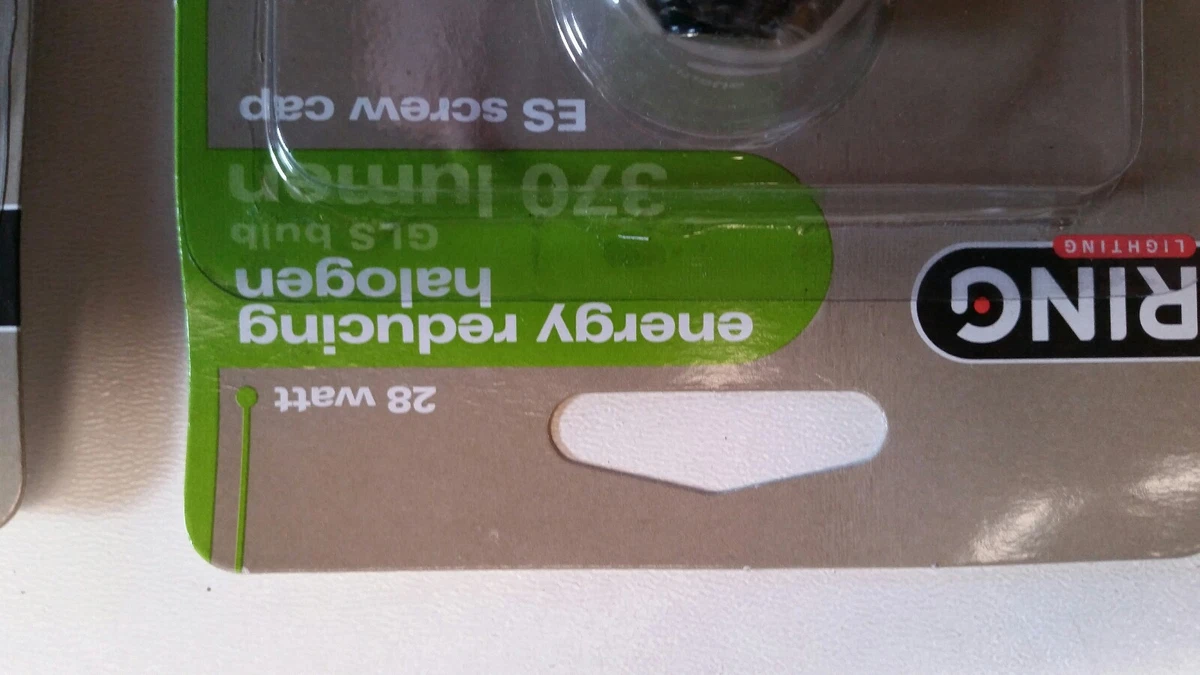 28 watt
energy reducing
halogen
GLS bulb
370 lumen
ES screw cap
RING
LIGHTING